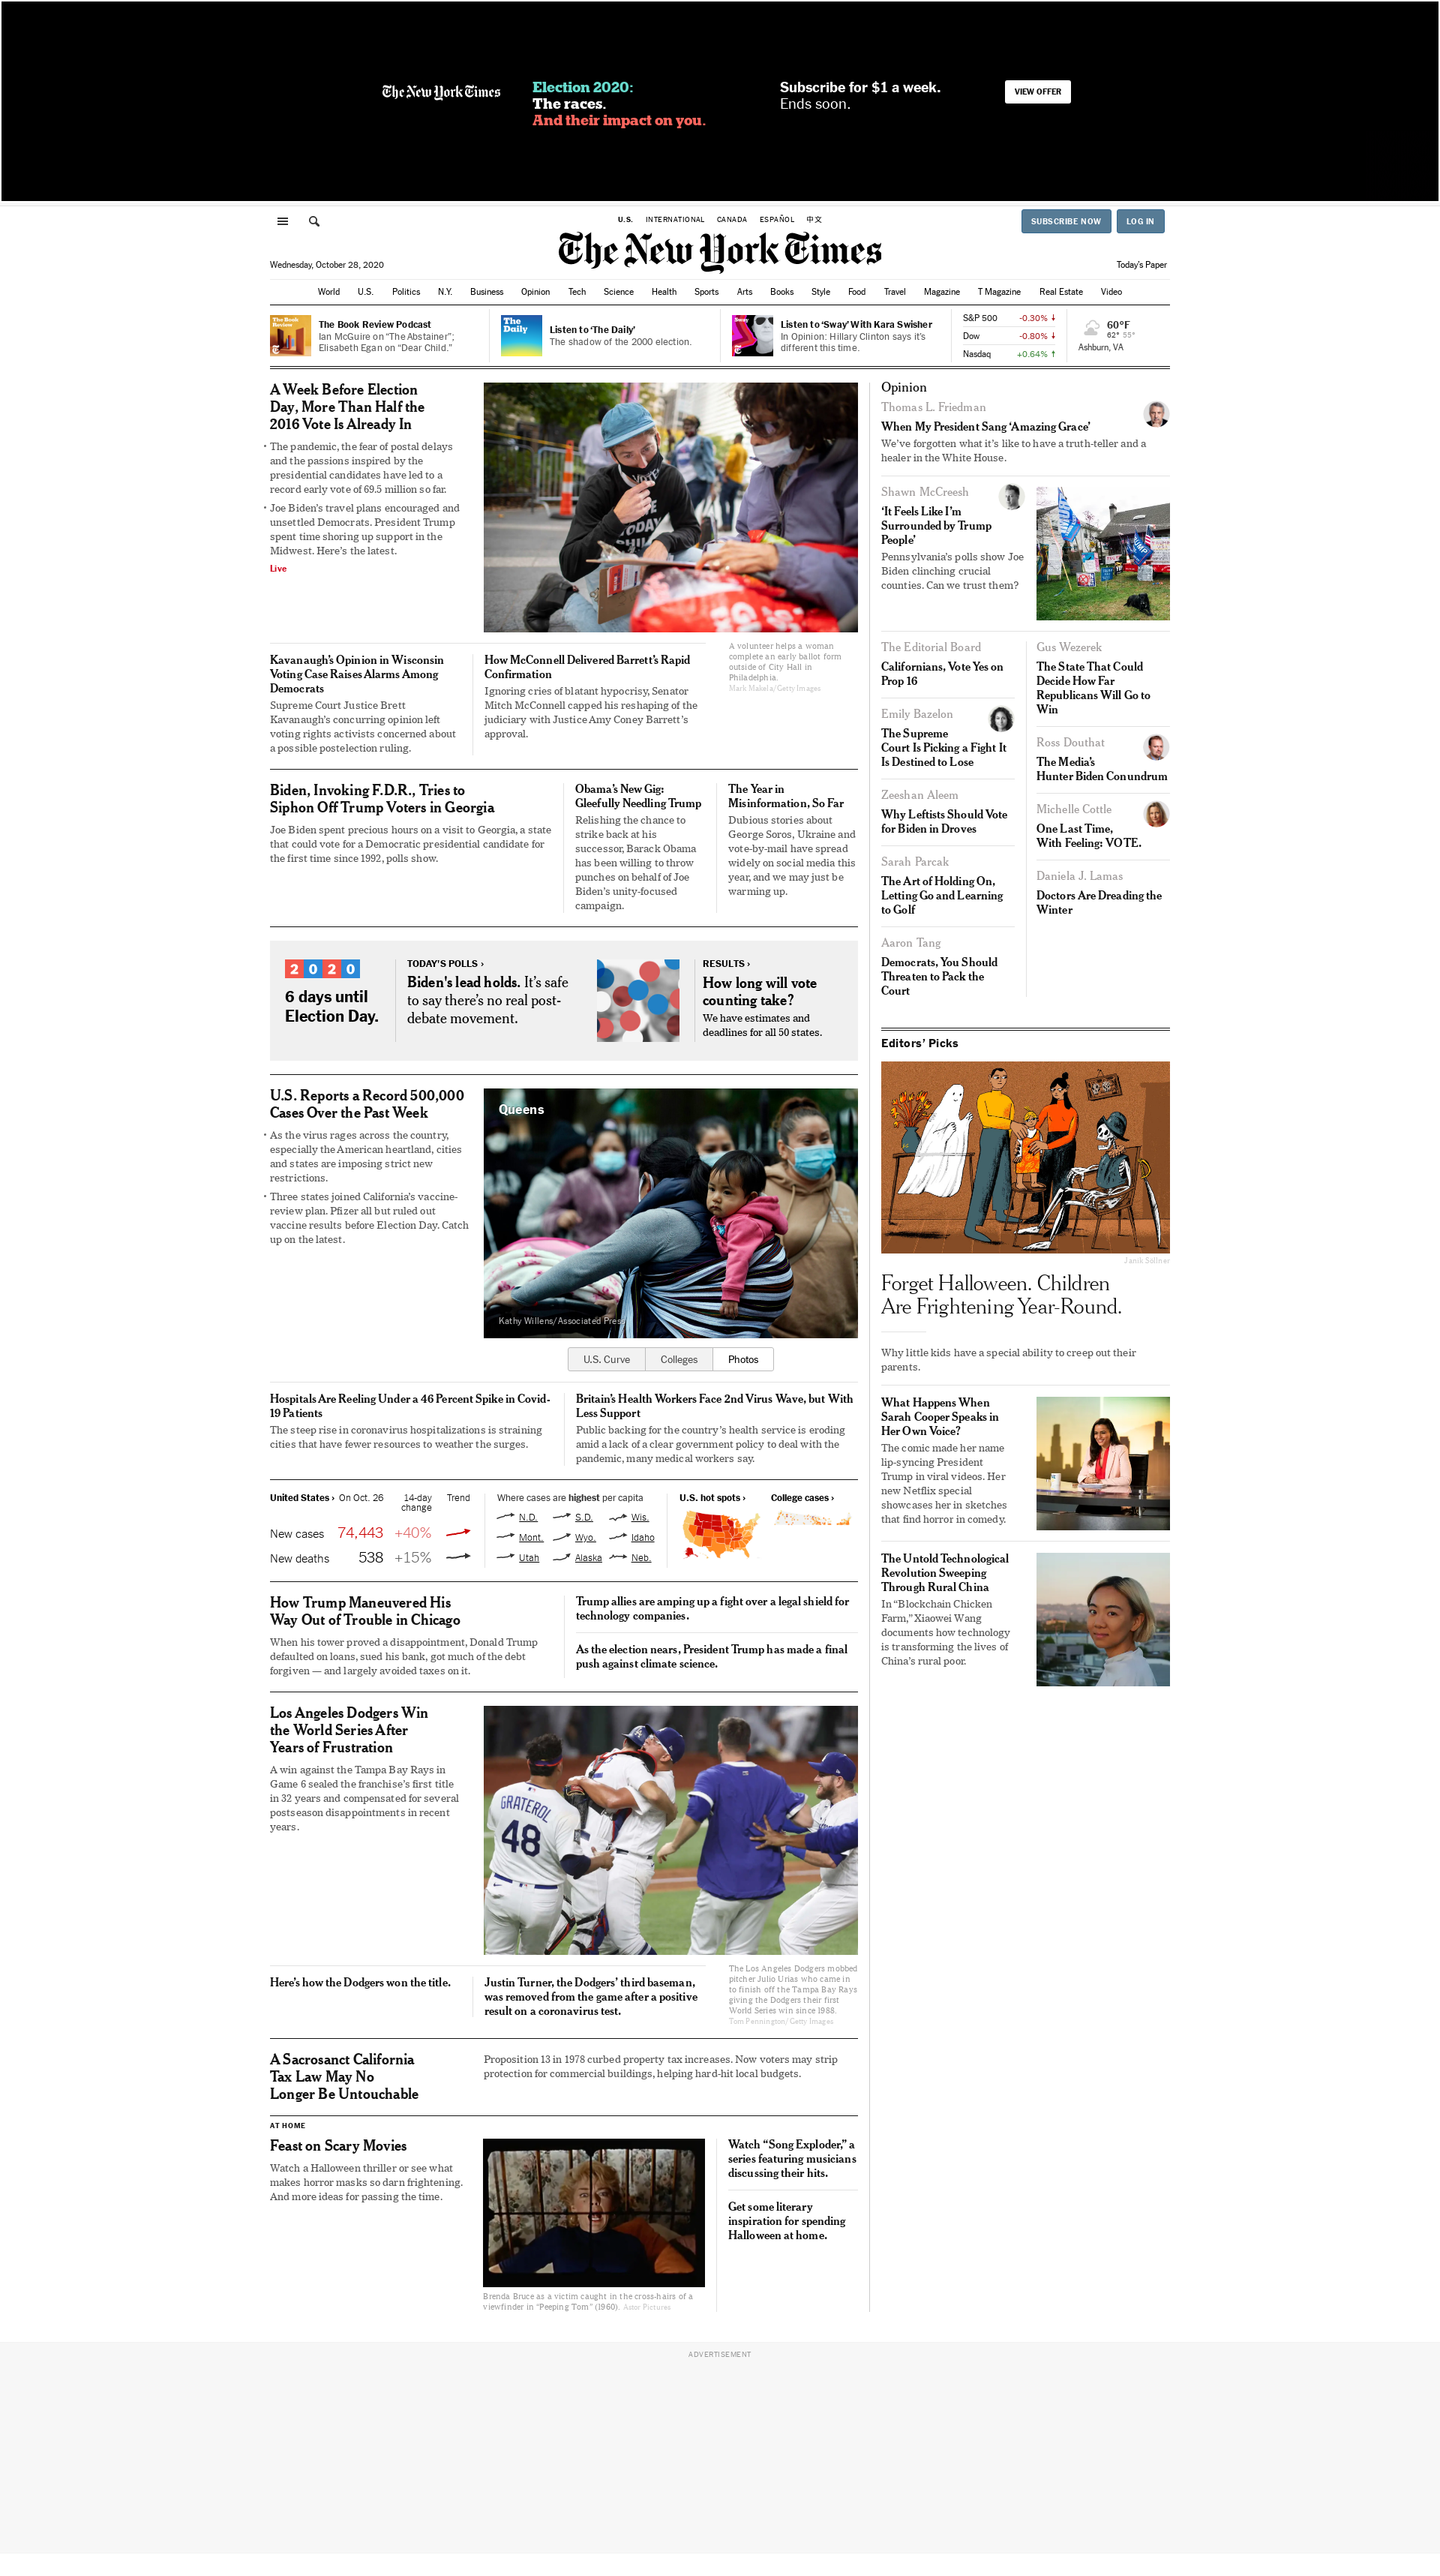 The New York Times
Election 2020:
The races.
And their impact on you.
Subscribe for $1 a week.
Ends soon.
VIEW OFFER
U.S. INTERNATIONAL CANADA ESPAÑOL 中文
SUBSCRIBE NOW LOG IN
The New York Times
Wednesday, October 28, 2020
Today's Paper
World U.S. Politics N.Y. Business Opinion Tech Science Health Sports Arts Books Style Food Travel Magazine T Magazine Real Estate Video
The Book Review
The Book Review Podcast
Ian McGuire on “The Abstainer”;
Elisabeth Egan on “Dear Child.”
The
Daily
Listen to ‘The Daily’
The shadow of the 2000 election.
Sway
Listen to ‘Sway’ With Kara Swisher
In Opinion: Hillary Clinton says it’s
different this time.
S&P 500 -0.30%
Dow -0.80%
Nasdaq +0.64%
60°F
62° 55°
Ashburn, VA
A Week Before Election
Day, More Than Half the
2016 Vote Is Already In
The pandemic, the fear of postal delays
and the passions inspired by the
presidential candidates have led to a
record early vote of 69.5 million so far.
Joe Biden’s travel plans encouraged and
unsettled Democrats. President Trump
spent time shoring up support in the
Midwest. Here’s the latest.
Live
A volunteer helps a woman
complete an early ballot form
outside of City Hall in
Philadelphia.
Mark Makela/Getty Images
Kavanaugh’s Opinion in Wisconsin
Voting Case Raises Alarms Among
Democrats
Supreme Court Justice Brett
Kavanaugh’s concurring opinion left
voting rights activists concerned about
a possible postelection ruling.
How McConnell Delivered Barrett’s Rapid
Confirmation
Ignoring cries of blatant hypocrisy, Senator
Mitch McConnell capped his reshaping of the
judiciary with Justice Amy Coney Barrett’s
approval.
Biden, Invoking F.D.R., Tries to
Siphon Off Trump Voters in Georgia
Joe Biden spent precious hours on a visit to Georgia, a state
that could vote for a Democratic presidential candidate for
the first time since 1992, polls show.
Obama’s New Gig:
Gleefully Needling Trump
Relishing the chance to
strike back at his
successor, Barack Obama
has been willing to throw
punches on behalf of Joe
Biden’s unity-focused
campaign.
The Year in
Misinformation, So Far
Dubious stories about
George Soros, Ukraine and
vote-by-mail have spread
widely on social media this
year, and we may just be
warming up.
2020
6 days until
Election Day.
TODAY’S POLLS ›
Biden’s lead holds. It’s safe
to say there’s no real post-
debate movement.
RESULTS ›
How long will vote
counting take?
We have estimates and
deadlines for all 50 states.
U.S. Reports a Record 500,000
Cases Over the Past Week
As the virus rages across the country,
especially the American heartland, cities
and states are imposing strict new
restrictions.
Three states joined California’s vaccine-
review plan. Pfizer all but ruled out
vaccine results before Election Day. Catch
up on the latest.
Queens
Kathy Willens/Associated Press
U.S. Curve Colleges Photos
Hospitals Are Reeling Under a 46 Percent Spike in Covid-
19 Patients
The steep rise in coronavirus hospitalizations is straining
cities that have fewer resources to weather the surges.
Britain’s Health Workers Face 2nd Virus Wave, but With
Less Support
Public backing for the country’s health service is eroding
amid a lack of a clear government policy to deal with the
pandemic, many medical workers say.
United States › On Oct. 26 14-day change Trend
New cases 74,443 +40%
New deaths 538 +15%
Where cases are highest per capita
N.D. S.D. Wis.
Mont. Wyo. Idaho
Utah Alaska Neb.
U.S. hot spots ›
College cases ›
How Trump Maneuvered His
Way Out of Trouble in Chicago
When his tower proved a disappointment, Donald Trump
defaulted on loans, sued his bank, got much of the debt
forgiven — and largely avoided taxes on it.
Trump allies are amping up a fight over a legal shield for
technology companies.
As the election nears, President Trump has made a final
push against climate science.
Los Angeles Dodgers Win
the World Series After
Years of Frustration
A win against the Tampa Bay Rays in
Game 6 sealed the franchise’s first title
in 32 years and compensated for several
postseason disappointments in recent
years.
GRATEROL
48
The Los Angeles Dodgers mobbed
pitcher Julio Urias who came in
to finish off the Tampa Bay Rays
giving the Dodgers their first
World Series win since 1988.
Tom Pennington/Getty Images
Here’s how the Dodgers won the title.
Justin Turner, the Dodgers’ third baseman,
was removed from the game after a positive
result on a coronavirus test.
A Sacrosanct California
Tax Law May No
Longer Be Untouchable
Proposition 13 in 1978 curbed property tax increases. Now voters may strip
protection for commercial buildings, helping hard-hit local budgets.
AT HOME
Feast on Scary Movies
Watch a Halloween thriller or see what
makes horror masks so darn frightening.
And more ideas for passing the time.
Brenda Bruce as a victim caught in the cross-hairs of a
viewfinder in “Peeping Tom” (1960). Astor Pictures
Watch “Song Exploder,” a
series featuring musicians
discussing their hits.
Get some literary
inspiration for spending
Halloween at home.
Opinion
Thomas L. Friedman
When My President Sang ‘Amazing Grace’
We’ve forgotten what it’s like to have a truth-teller and a
healer in the White House.
Shawn McCreesh
‘It Feels Like I’m
Surrounded by Trump
People’
Pennsylvania’s polls show Joe
Biden clinching crucial
counties. Can we trust them?
The Editorial Board
Californians, Vote Yes on
Prop 16
Emily Bazelon
The Supreme
Court Is Picking a Fight It
Is Destined to Lose
Zeeshan Aleem
Why Leftists Should Vote
for Biden in Droves
Sarah Parcak
The Art of Holding On,
Letting Go and Learning
to Golf
Aaron Tang
Democrats, You Should
Threaten to Pack the
Court
Gus Wezerek
The State That Could
Decide How Far
Republicans Will Go to
Win
Ross Douthat
The Media’s
Hunter Biden Conundrum
Michelle Cottle
One Last Time,
With Feeling: VOTE.
Daniela J. Lamas
Doctors Are Dreading the
Winter
Editors’ Picks
Janik Söllner
Forget Halloween. Children
Are Frightening Year-Round.
Why little kids have a special ability to creep out their
parents.
What Happens When
Sarah Cooper Speaks in
Her Own Voice?
The comic made her name
lip-syncing President
Trump in viral videos. Her
new Netflix special
showcases her in sketches
that find horror in comedy.
The Untold Technological
Revolution Sweeping
Through Rural China
In “Blockchain Chicken
Farm,” Xiaowei Wang
documents how technology
is transforming the lives of
China’s rural poor.
ADVERTISEMENT